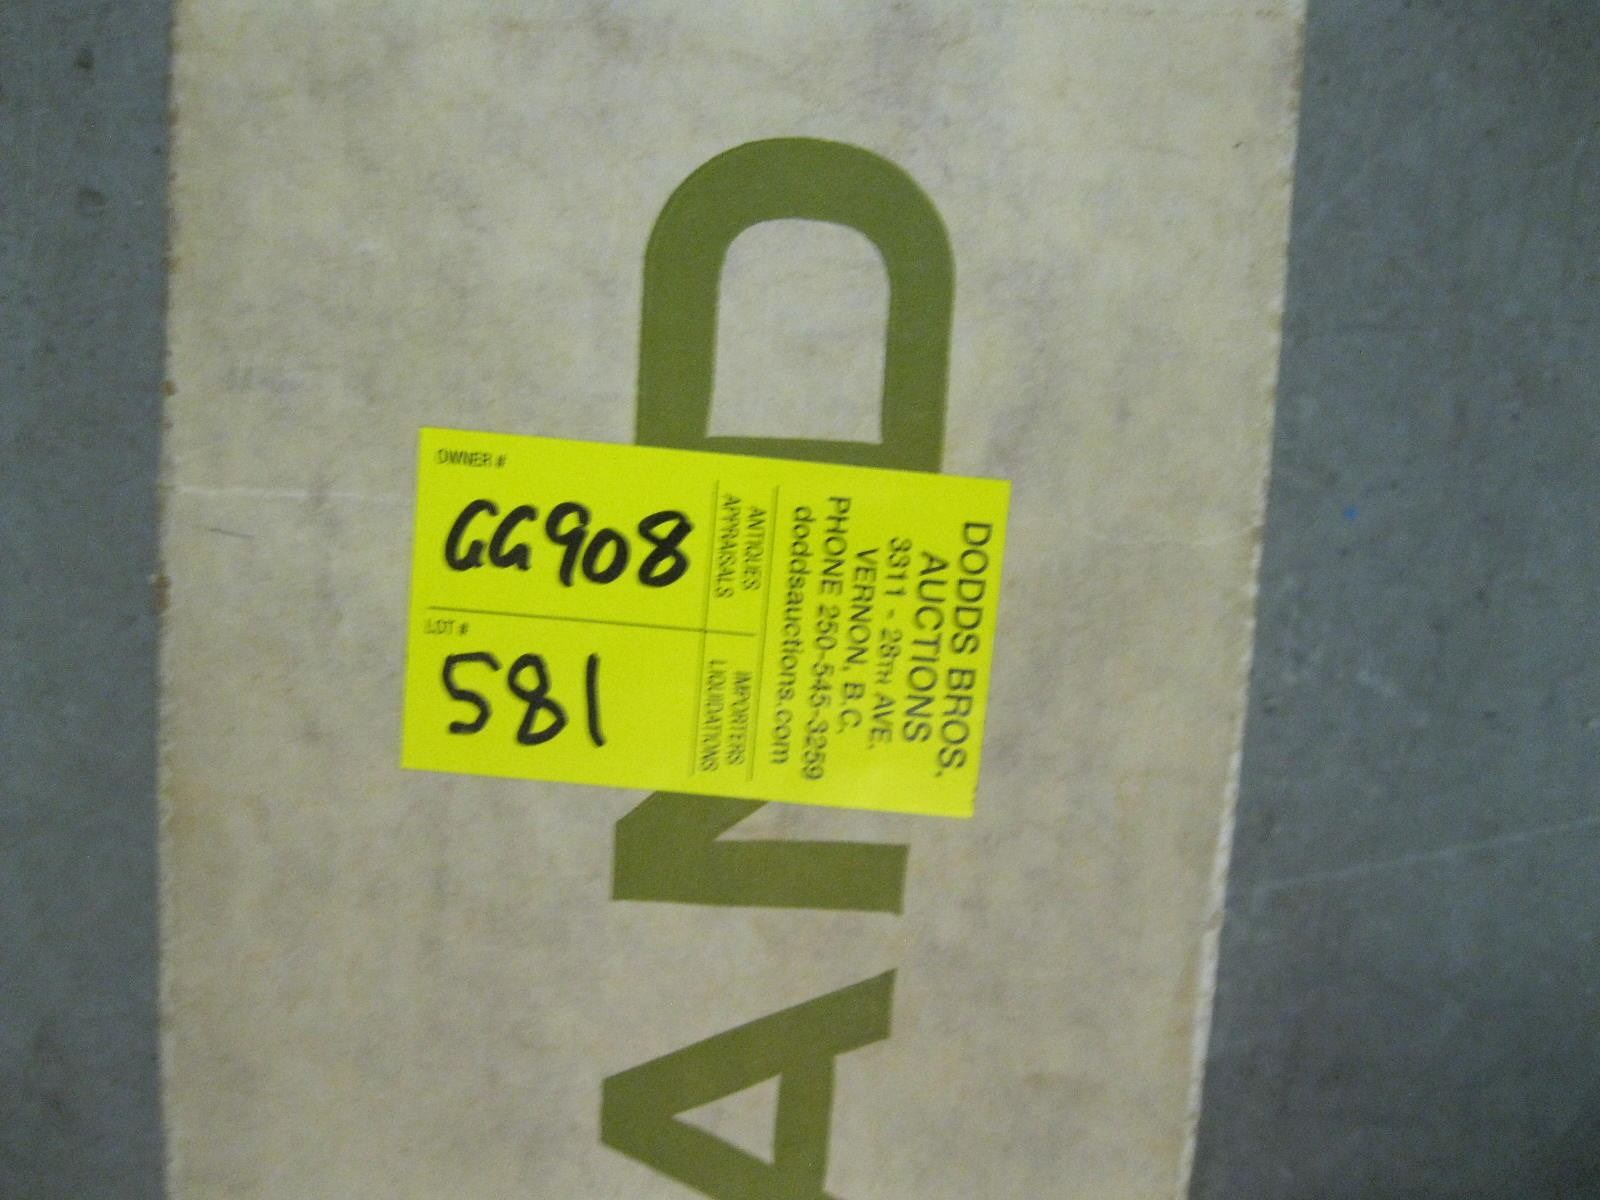 DODDS BROS.
AUCTIONS
3311 - 28TH AVE.
VERNON, B.C.
PHONE 250-545-3259
doddsauctions.com
ANTIQUES
APPRAISALS
IMPORTERS
LIQUIDATIONS
OWNER #
GG908
LOT #
581
AND